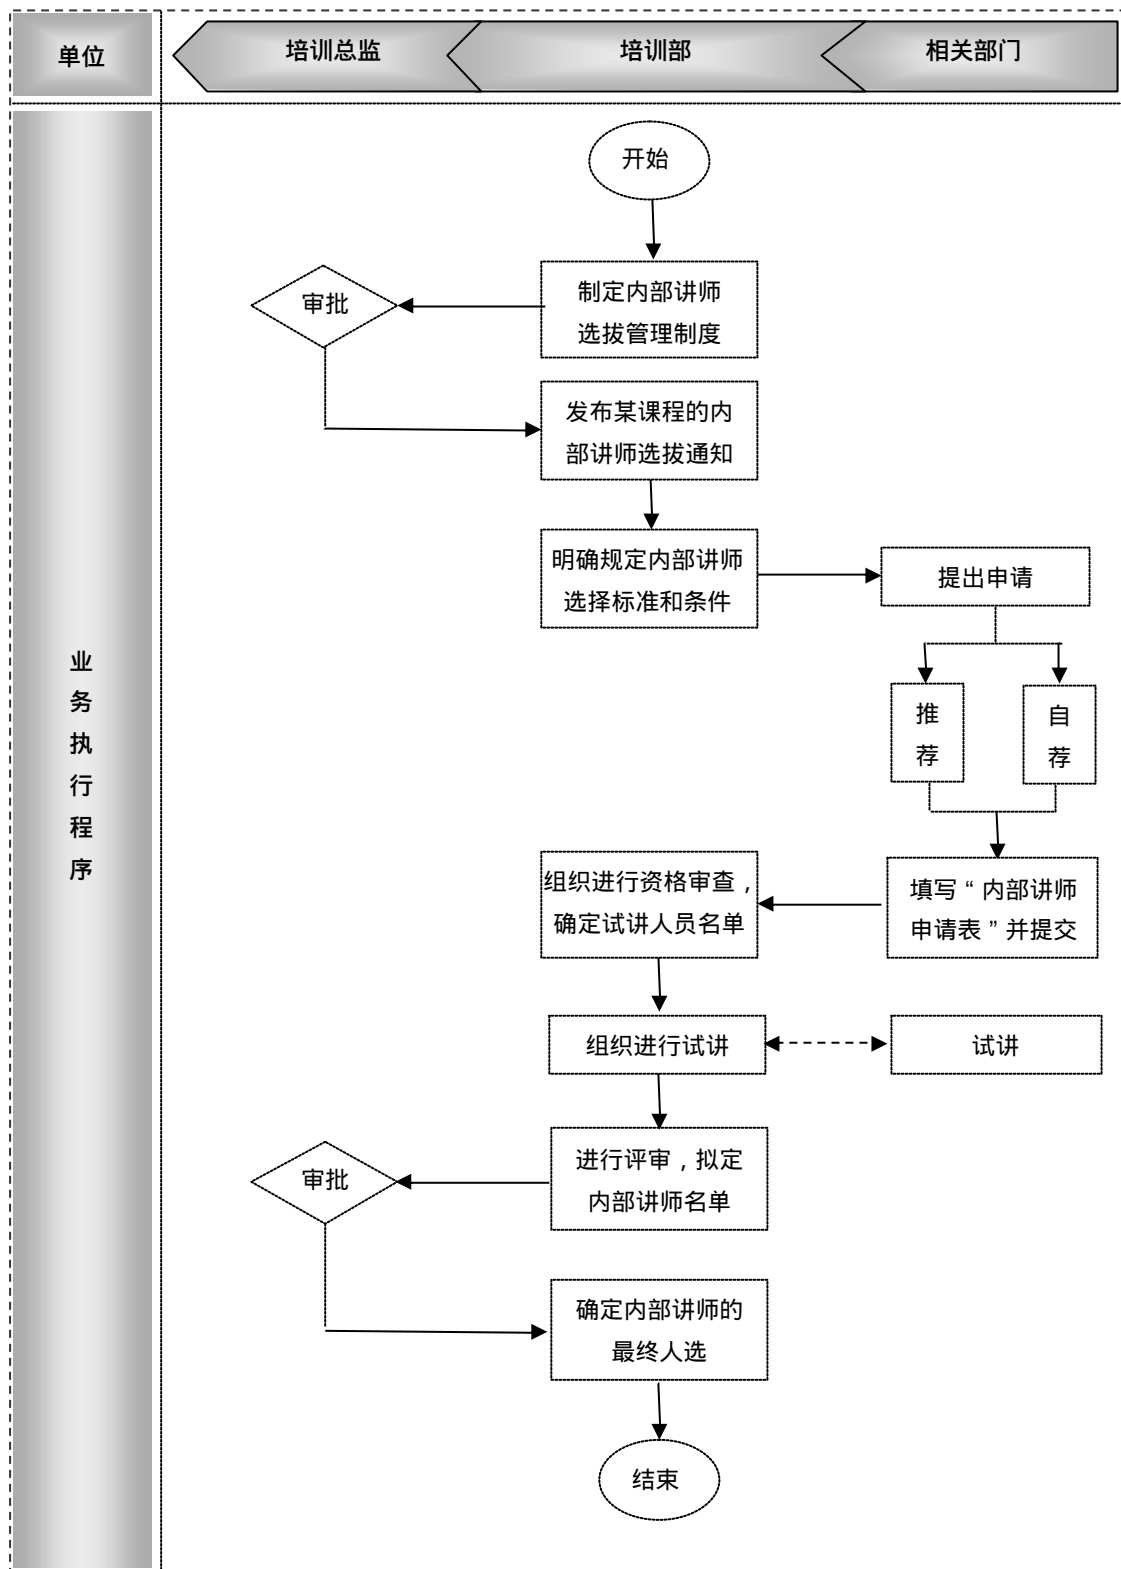 单位
培训总监
培训部
相关部门
开始
制定内部讲师
选拔管理制度
审批
发布某课程的内
部讲师选拔通知
明确规定内部讲师
选择标准和条件
提出申请
推
荐
自
荐
业
务
执
行
程
序
填写“内部讲师
申请表”并提交
组织进行资格审查，
确定试讲人员名单
组织进行试讲
试讲
进行评审，拟定
内部讲师名单
审批
确定内部讲师的
最终人选
结束